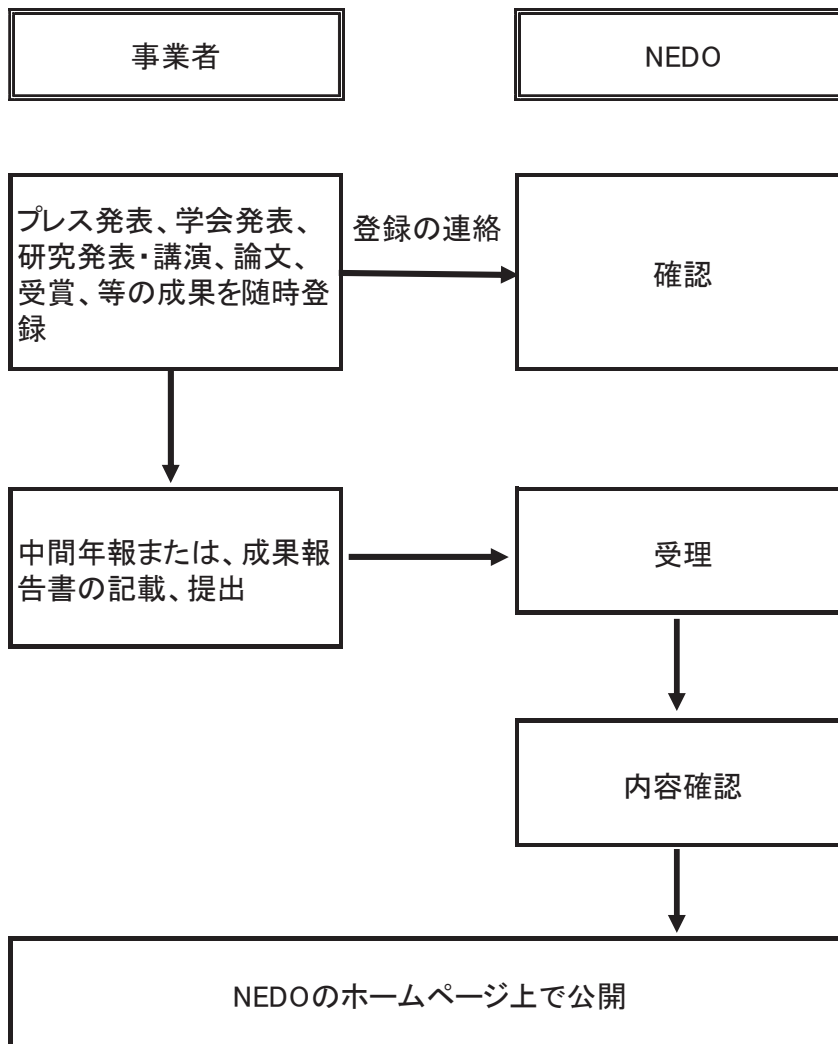 事業者
NEDO
プレス発表、学会発表、
研究発表・講演、論文、
受賞、等の成果を随時登
録
登録の連絡
確認
中間年報または、成果報
告書の記載、提出
受理
内容確認
NEDOのホームページ上で公開